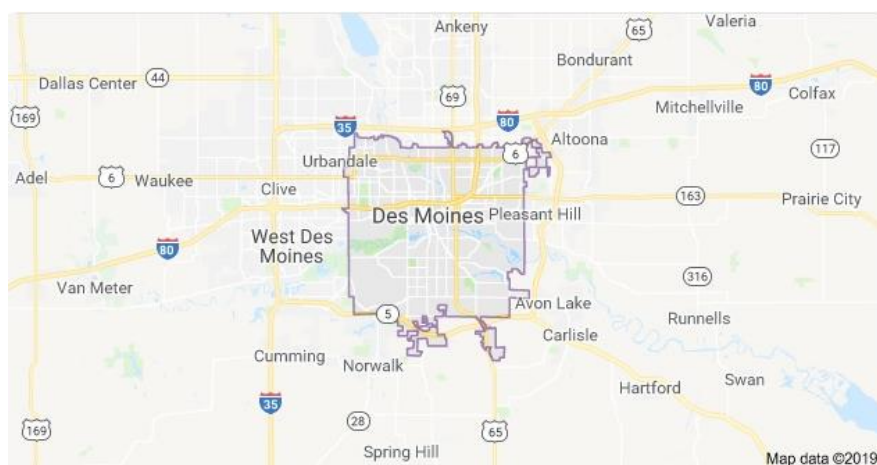 Valeria
Ankeny
65
Bondurant
44
Dallas Center
80
Colfax
69
Mitchellville
169
80
35
Altoona
117
Urbandale
6
Adel
6
Waukee
Clive
163
Prairie City
Des Moines
Pleasant Hill
West Des
Moines
80
316
Van Meter
Avon Lake
5
Runnells
Carlisle
Cumming
Norwalk
Swan
Hartford
35
28
169
65
Spring Hill
Map data ©2019